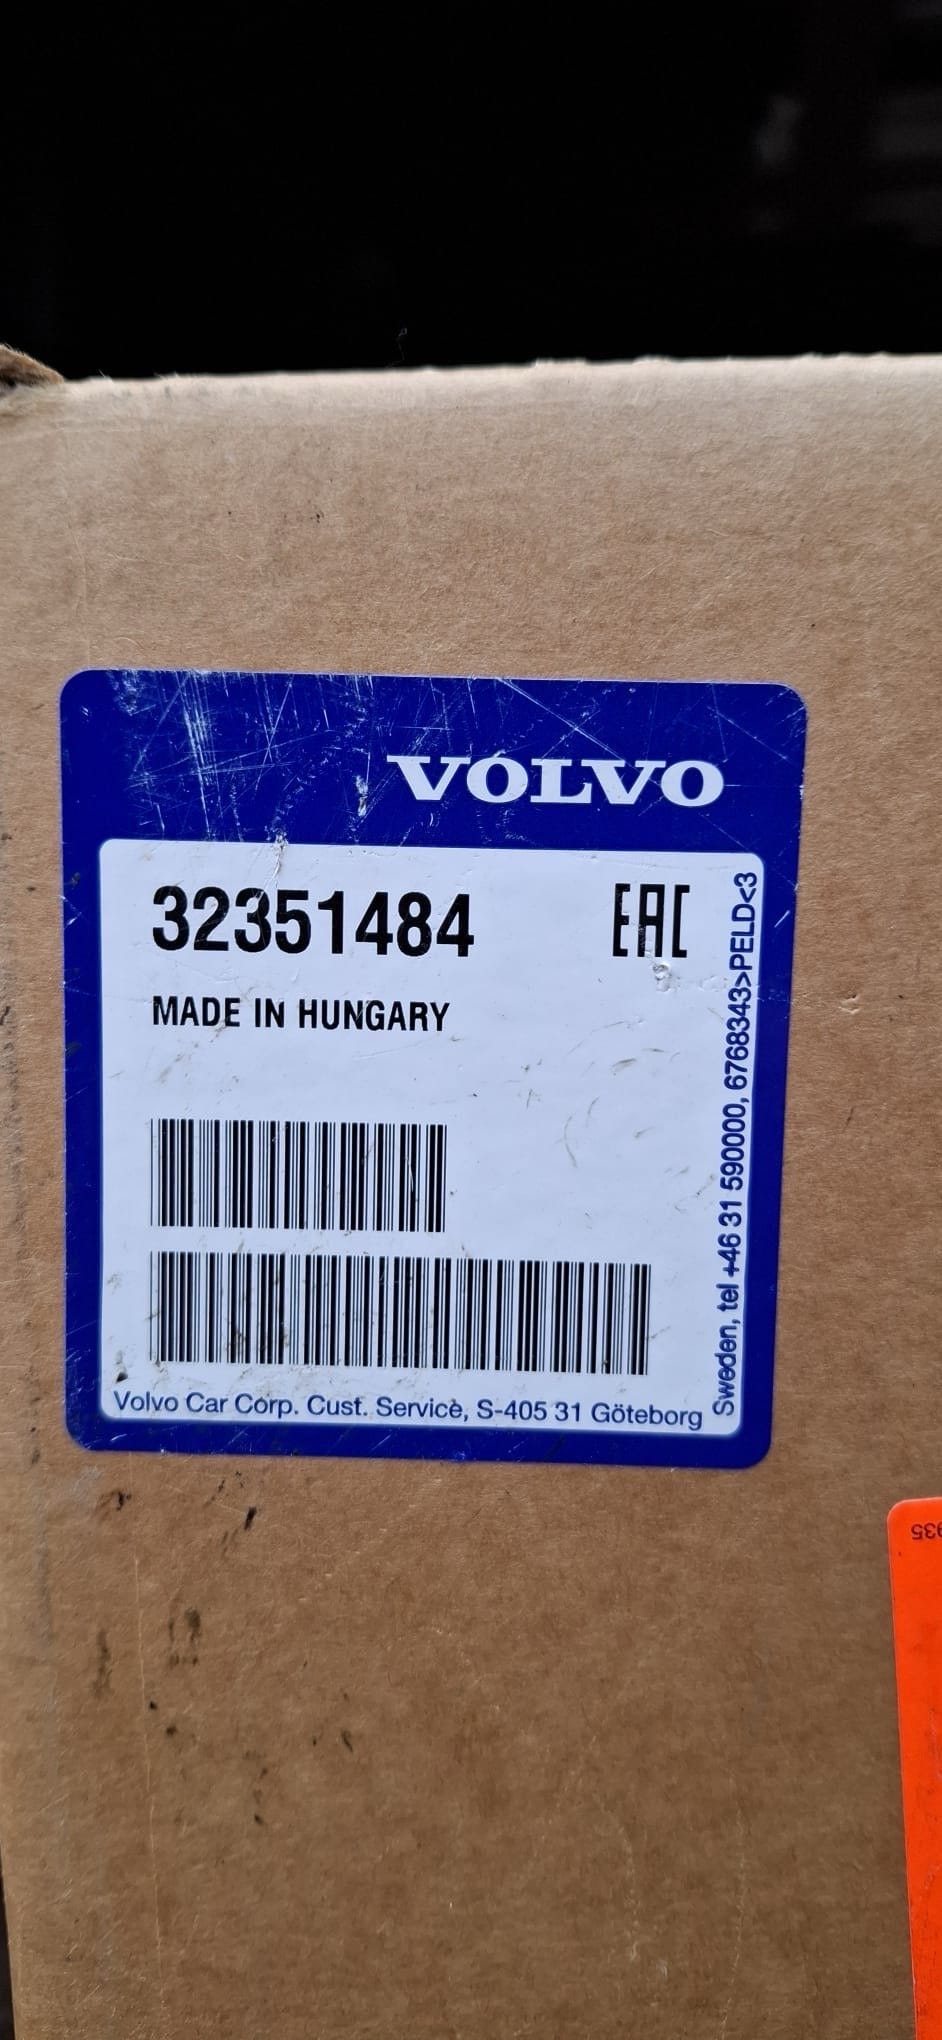 VOLVO
32351484
EAC
MADE IN HUNGARY
Volvo Car Corp. Cust. Service, S-405 31 Göteborg
Sweden, tel +46 31 590000, 6768343>PELD<3
935